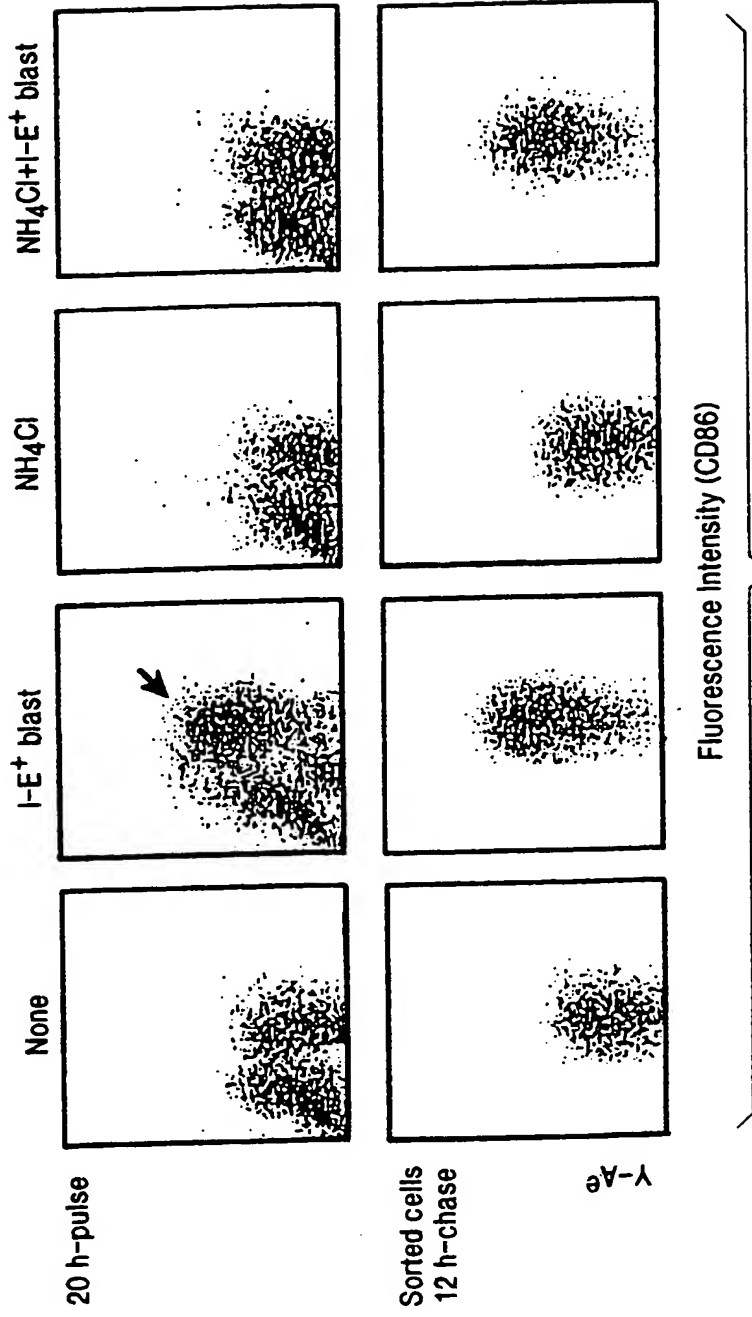 None
I-E+ blast
NH4Cl
NH4Cl+I-E+ blast
20 h-pulse
Sorted cells
12 h-chase
Y-Ae
Fluorescence Intensity (CD86)